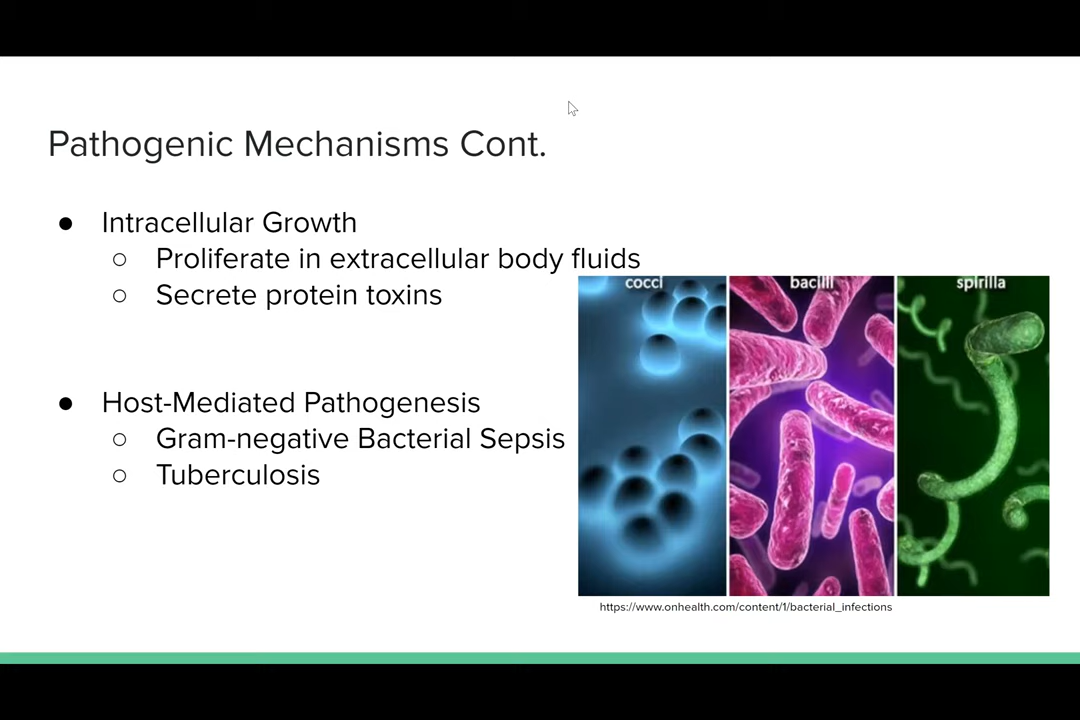 Pathogenic Mechanisms Cont.
● Intracellular Growth
○ Proliferate in extracellular body fluids
○ Secrete protein toxins
● Host-Mediated Pathogenesis
○ Gram-negative Bacterial Sepsis
○ Tuberculosis
cocci bacilli spirilla
https://www.onhealth.com/content/1/bacterial_infections